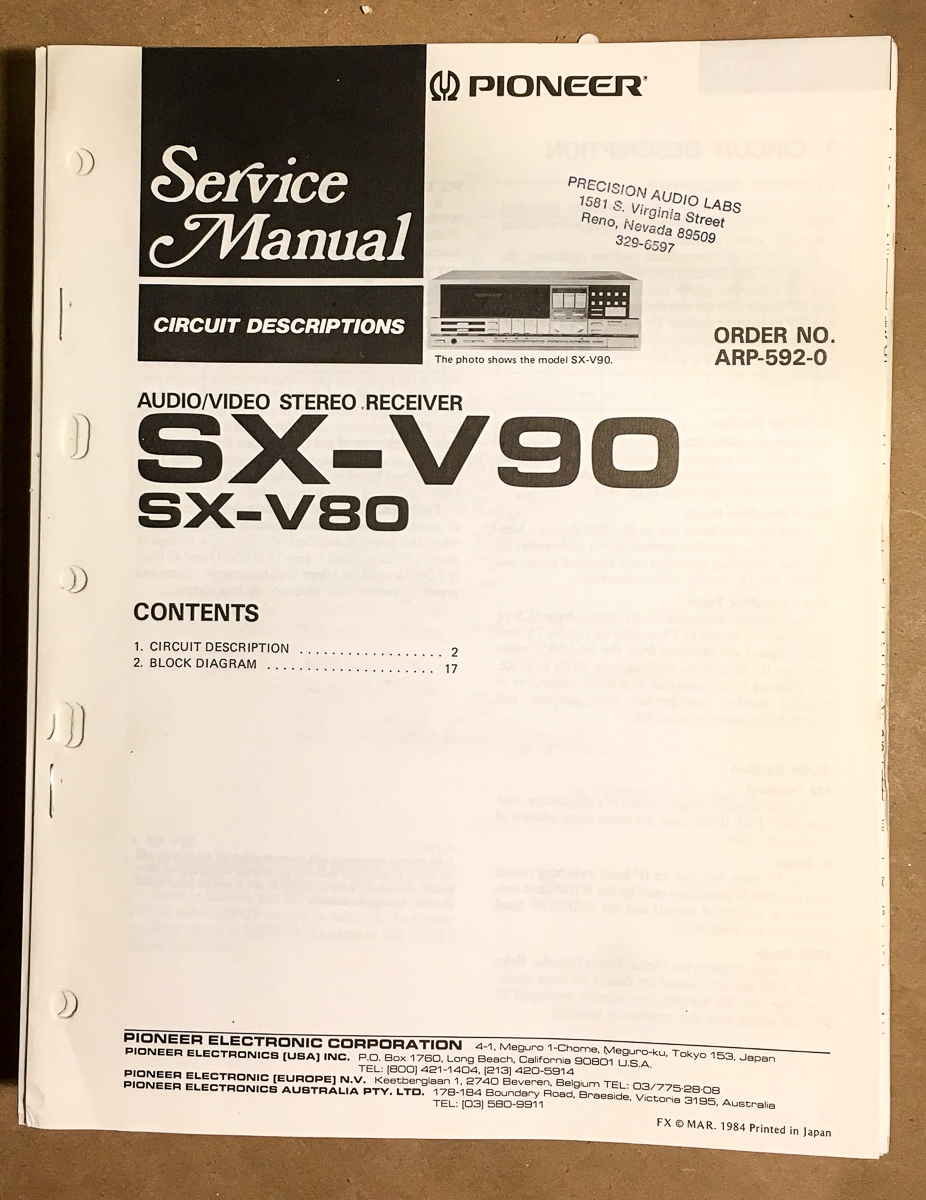 PIONEER
Service
Manual
PRECISION AUDIO LABS
1581 S. Virginia Street
Reno, Nevada 89509
329-6597
CIRCUIT DESCRIPTIONS
The photo shows the model SX-V90.
ORDER NO.
ARP-592-0
AUDIO/VIDEO STEREO RECEIVER
SX-V90
SX-V80
CONTENTS
1. CIRCUIT DESCRIPTION .................. 2
2. BLOCK DIAGRAM ..................... 17
PIONEER ELECTRONIC CORPORATION 4-1, Meguro 1-Chome, Meguro-ku, Tokyo 153, Japan
PIONEER ELECTRONICS [USA] INC. P.O. Box 1760, Long Beach, California 90801 U.S.A.
TEL: (800) 421-1404, (213) 420-5914
PIONEER ELECTRONIC [EUROPE] N.V. Keetberglaan 1, 2740 Beveren, Belgium TEL: 03/775·28·08
PIONEER ELECTRONICS AUSTRALIA PTY. LTD. 178-184 Boundary Road, Braeside, Victoria 3195, Australia
TEL: (03) 580-9911
FX © MAR. 1984 Printed in Japan